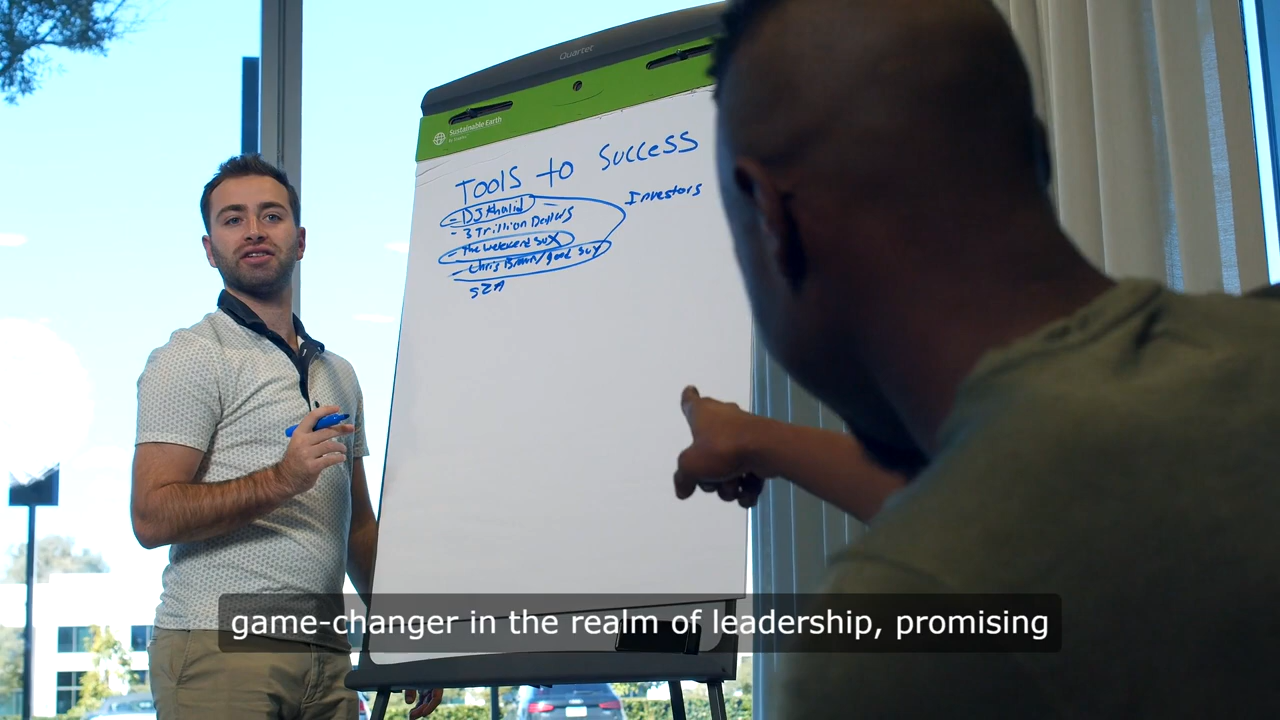 Quartet
Sustainable Earth
TOOLS to SUCCESS
Investors
- DJ Khalid
- 3 Trillion Dollars
- The Weekend SUX
- Chris Brown/good guy
SZA
game-changer in the realm of leadership, promising